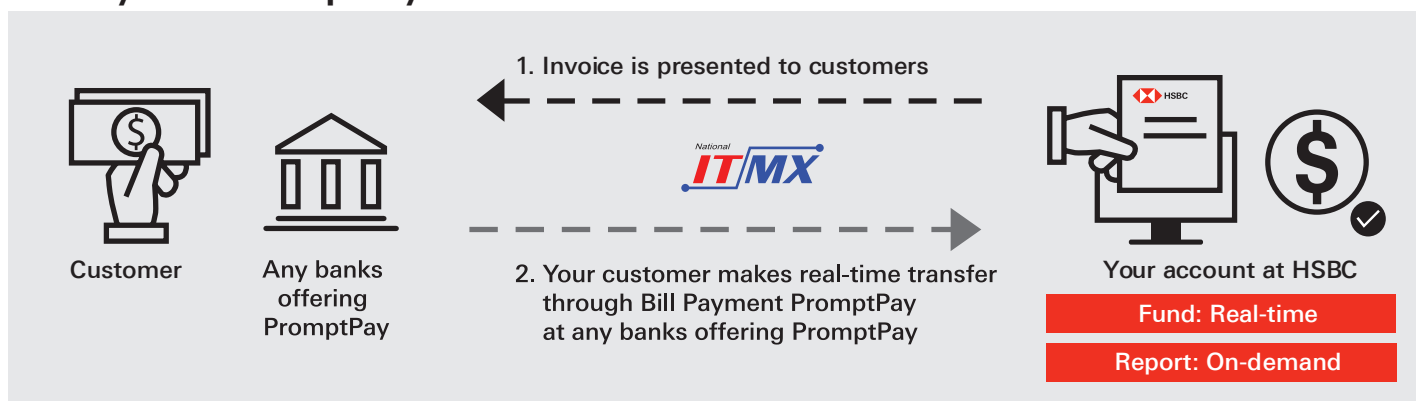 1. Invoice is presented to customers
HSBC
National
ITMX
$
$
Customer
Any banks
offering
PromptPay
2. Your customer makes real-time transfer
through Bill Payment PromptPay
at any banks offering PromptPay
Your account at HSBC
Fund: Real-time
Report: On-demand